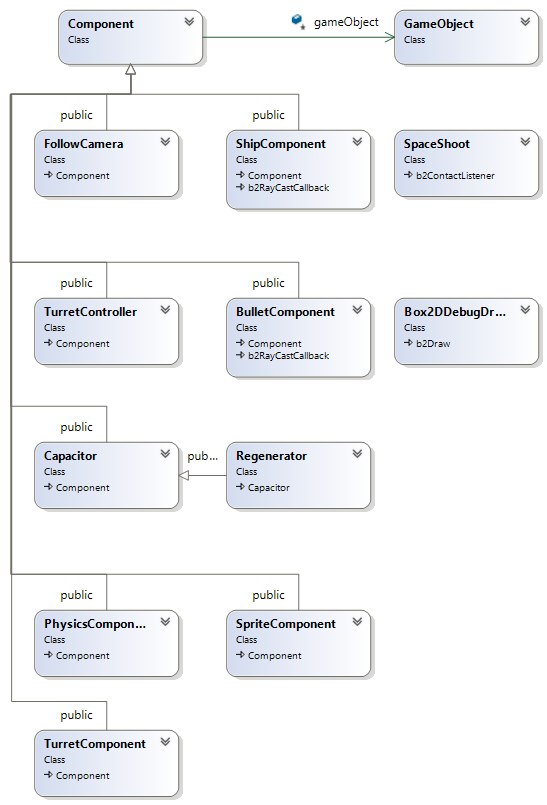 Component
Class
gameObject
GameObject
Class
public
public
FollowCamera
Class
Component
ShipComponent
Class
Component
b2RayCastCallback
SpaceShoot
Class
b2ContactListener
public
public
TurretController
Class
Component
BulletComponent
Class
Component
b2RayCastCallback
Box2DDebugDr...
Class
b2Draw
public
Capacitor
Class
Component
pub...
Regenerator
Class
Capacitor
public
public
PhysicsCompon...
Class
Component
SpriteComponent
Class
Component
public
TurretComponent
Class
Component